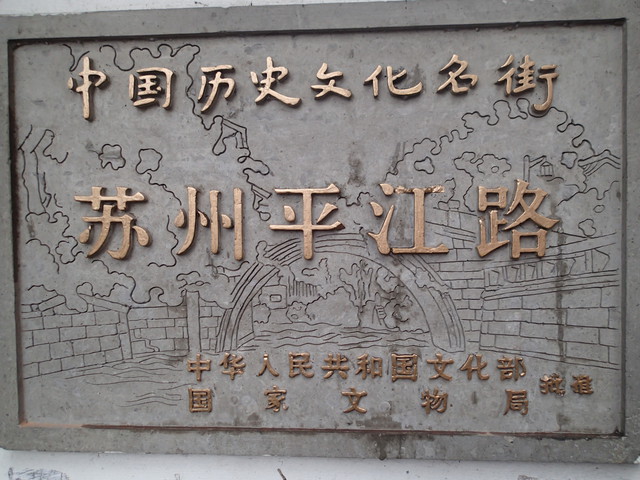 中国历史文化名街
苏州平江路
中华人民共和国文化部
国家文物局
批准